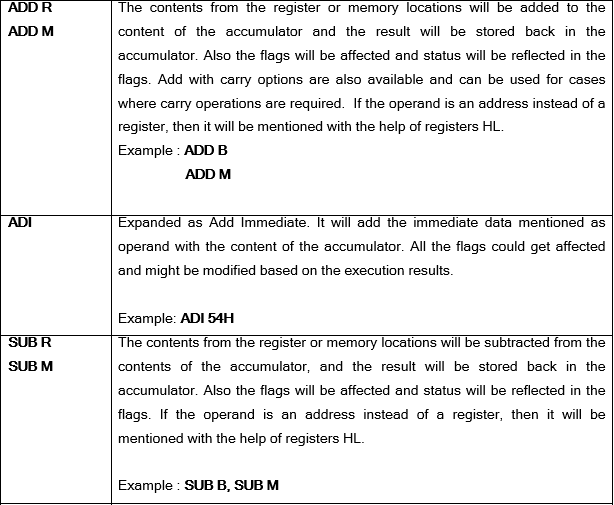 ADD R
ADD M
The contents from the register or memory locations will be added to the
content of the accumulator and the result will be stored back in the
accumulator. Also the flags will be affected and status will be reflected in the
flags. Add with carry options are also available and can be used for cases
where carry operations are required. If the operand is an address instead of a
register, then it will be mentioned with the help of registers HL.
Example : ADD B
ADD M
ADI
Expanded as Add Immediate. It will add the immediate data mentioned as
operand with the content of the accumulator. All the flags could get affected
and might be modified based on the execution results.
Example: ADI 54H
SUB R
SUB M
The contents from the register or memory locations will be subtracted from the
contents of the accumulator, and the result will be stored back in the
accumulator. Also the flags will be affected and status will be reflected in the
flags. If the operand is an address instead of a register, then it will be
mentioned with the help of registers HL.
Example : SUB B, SUB M